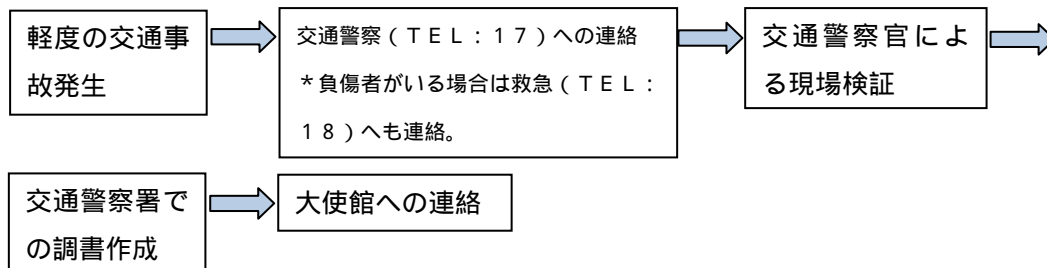 軽度の交通事
故発生
交通警察（ＴＥＬ：１７）への連絡
＊負傷者がいる場合は救急（ＴＥＬ：
１８）へも連絡。
交通警察官によ
る現場検証
交通警察署で
の調書作成
大使館への連絡